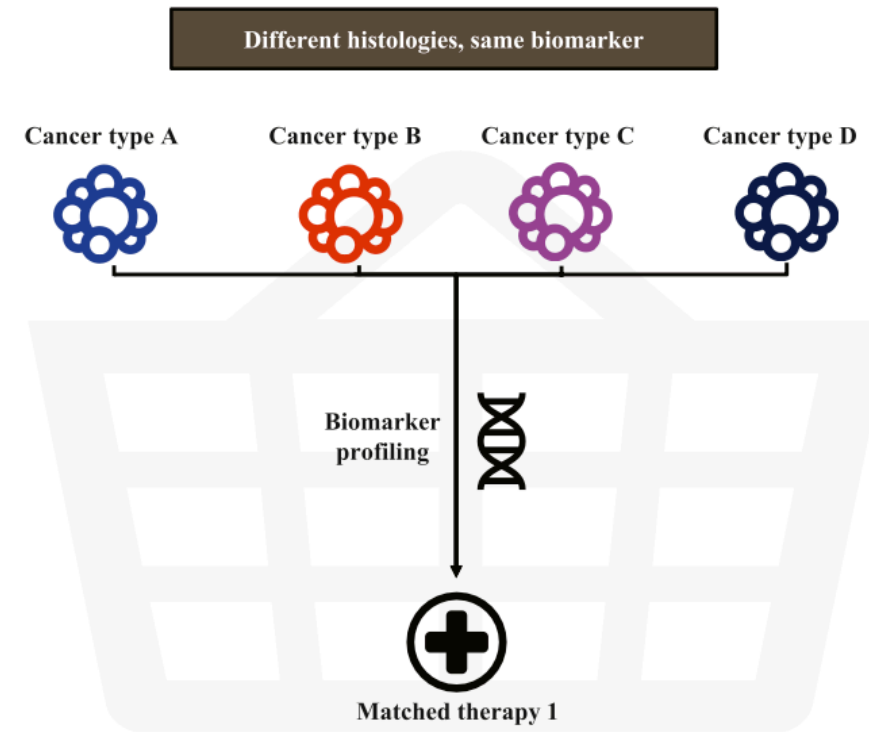 Different histologies, same biomarker
Cancer type A
Cancer type B
Cancer type C
Cancer type D
Biomarker
profiling
Matched therapy 1